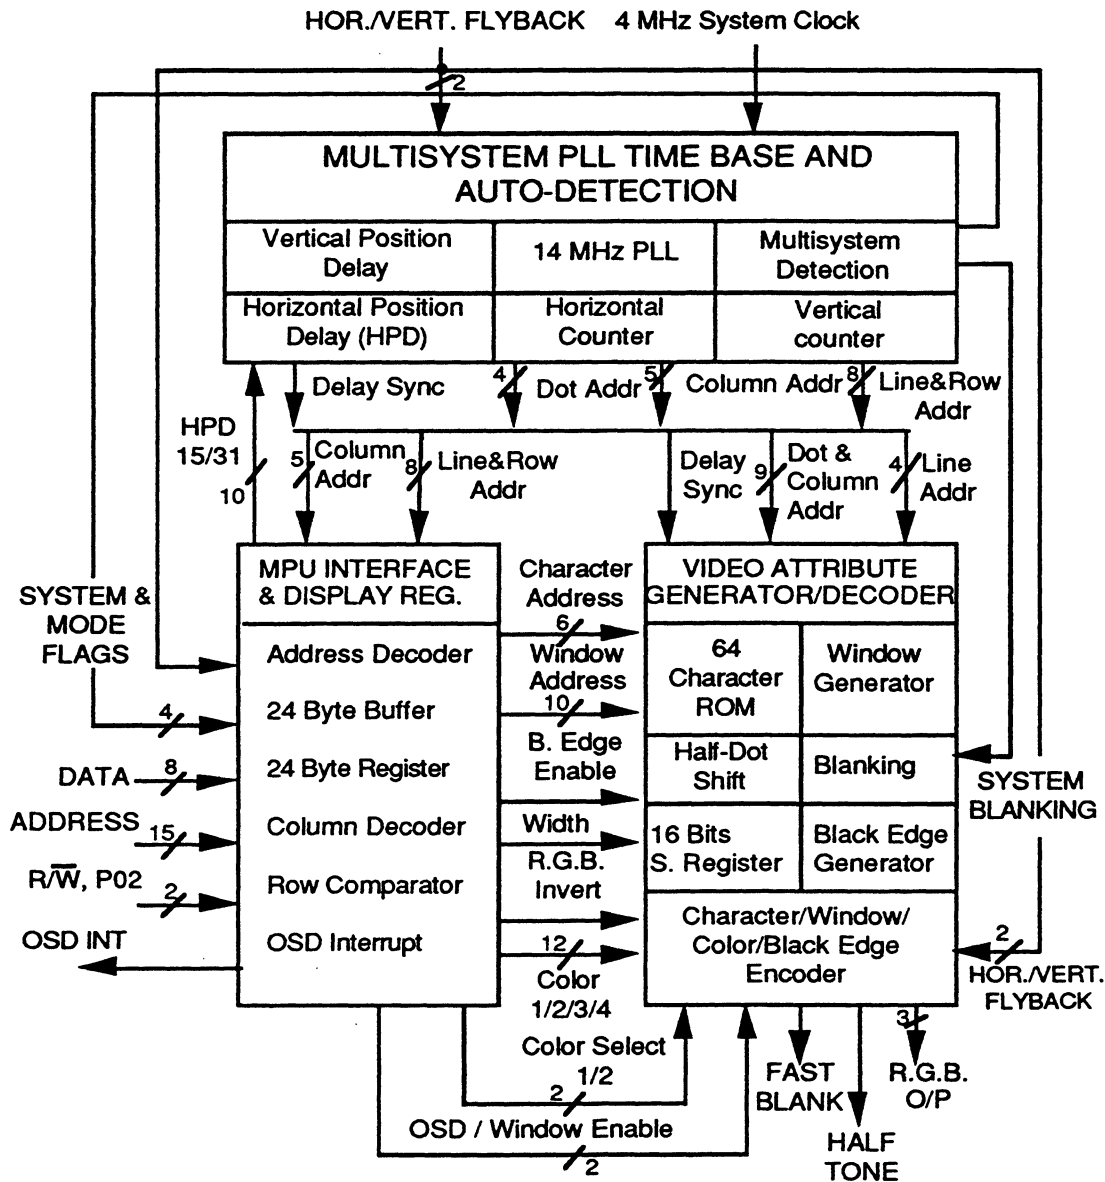 HOR./VERT. FLYBACK
4 MHz System Clock
2
MULTISYSTEM PLL TIME BASE AND
AUTO-DETECTION
Vertical Position
Delay
14 MHz PLL
Multisystem
Detection
Horizontal Position
Delay (HPD)
Horizontal
Counter
Vertical
counter
Delay Sync
4
Dot Addr
5
Column Addr
8
Line&Row
Addr
HPD
15/31
10
5
Column
Addr
8
Line&Row
Addr
Delay
Sync
9
Dot &
Column
Addr
4
Line
Addr
MPU INTERFACE
& DISPLAY REG.
Address Decoder
24 Byte Buffer
24 Byte Register
Column Decoder
Row Comparator
OSD Interrupt
SYSTEM &
MODE
FLAGS
4
DATA
8
ADDRESS
15
R/W̅, P02
2
OSD INT
Character
Address
6
Window
Address
10
B. Edge
Enable
Width
R.G.B.
Invert
12
Color
1/2/3/4
Color Select
1/2
2
OSD / Window Enable
2
VIDEO ATTRIBUTE
GENERATOR/DECODER
64
Character
ROM
Window
Generator
Half-Dot
Shift
Blanking
16 Bits
S. Register
Black Edge
Generator
Character/Window/
Color/Black Edge
Encoder
SYSTEM
BLANKING
2
HOR./VERT.
FLYBACK
FAST
BLANK
HALF
TONE
3
R.G.B.
O/P